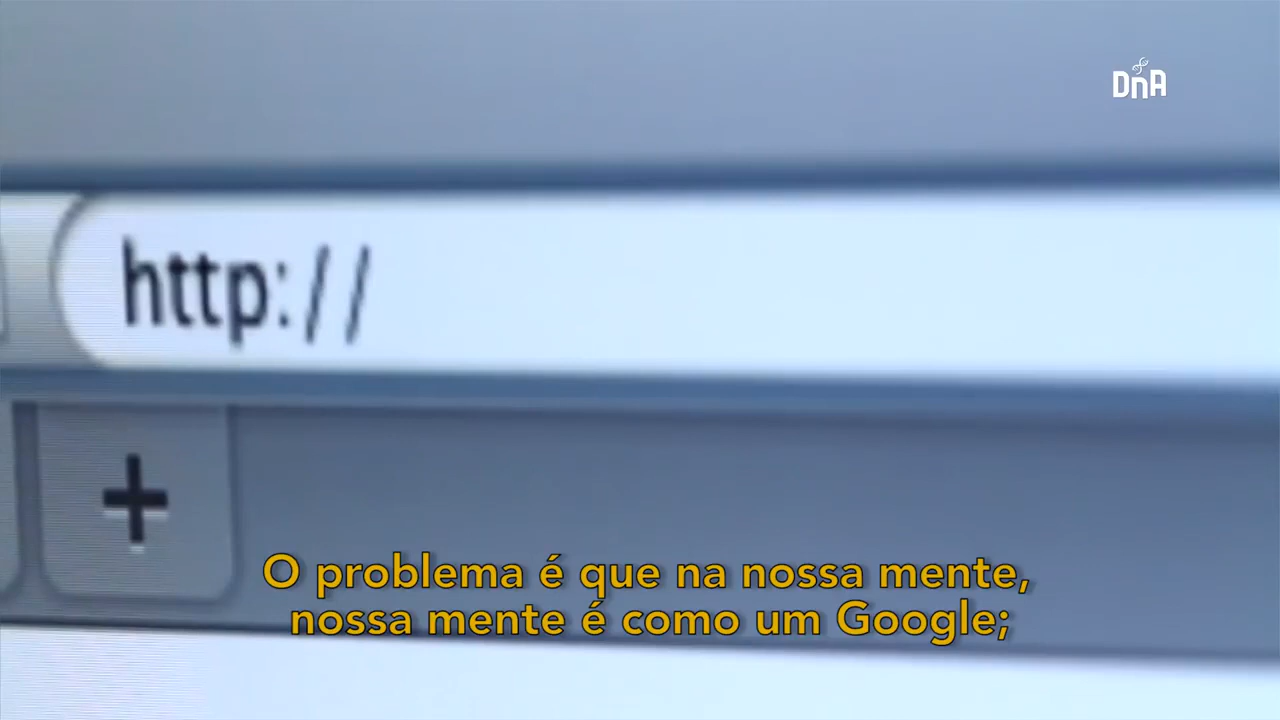 DnA
http://
+
O problema é que na nossa mente,
nossa mente é como um Google;